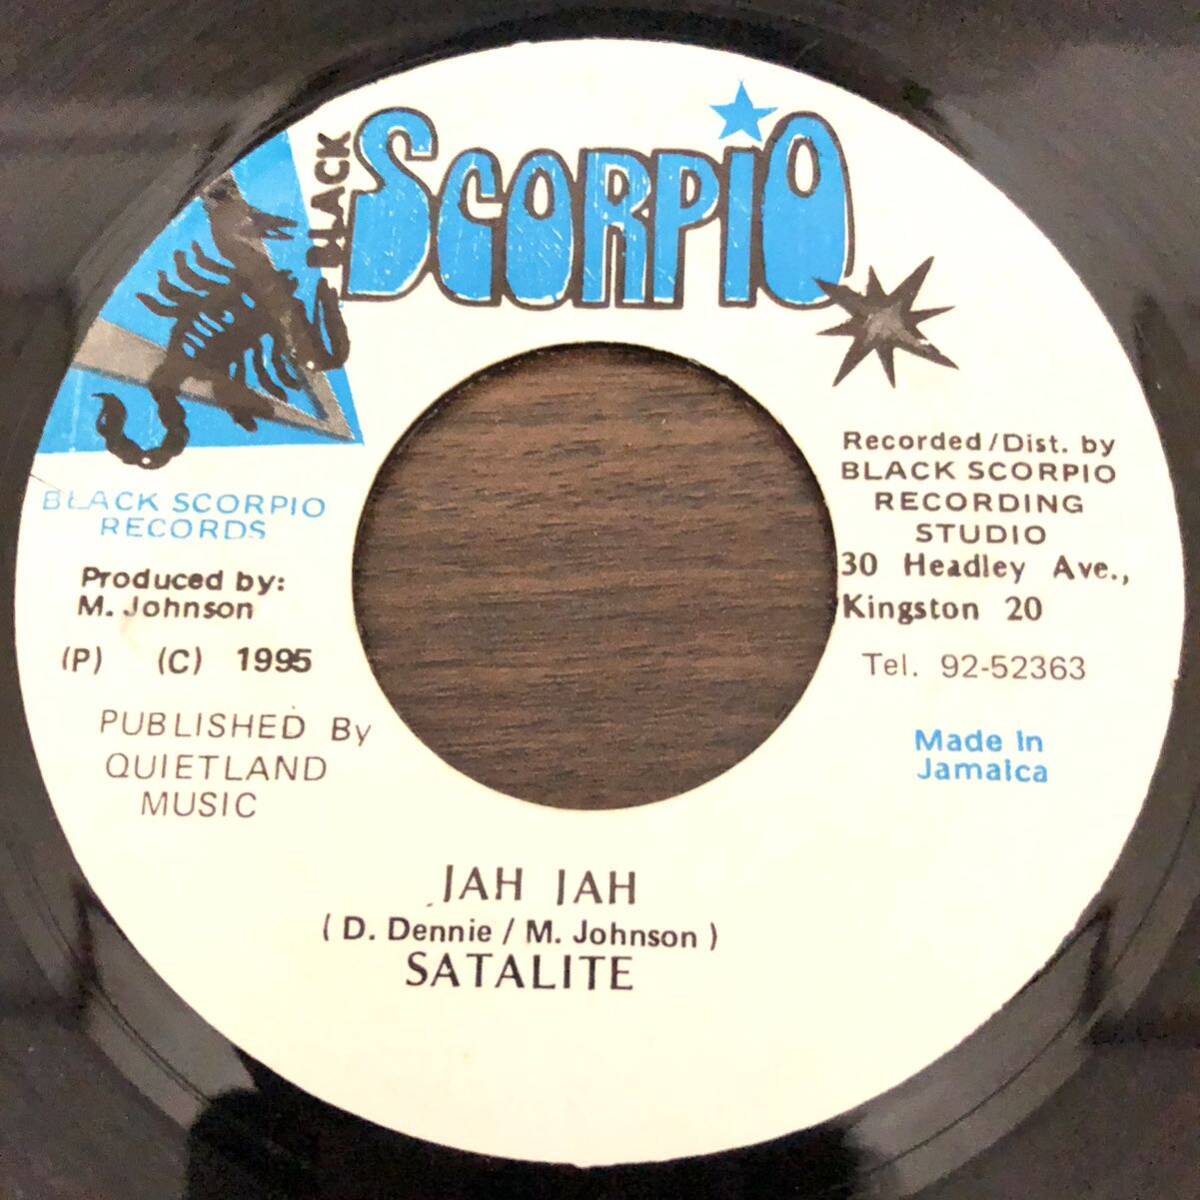 BLACK
SCORPIO
BLACK SCORPIO
RECORDS
Produced by:
M. Johnson
(P) (C) 1995
PUBLISHED By
QUIETLAND
MUSIC
Recorded/Dist. by
BLACK SCORPIO
RECORDING
STUDIO
30 Headley Ave.,
Kingston 20
Tel. 92-52363
Made In
Jamaica
JAH JAH
( D. Dennie / M. Johnson )
SATALITE